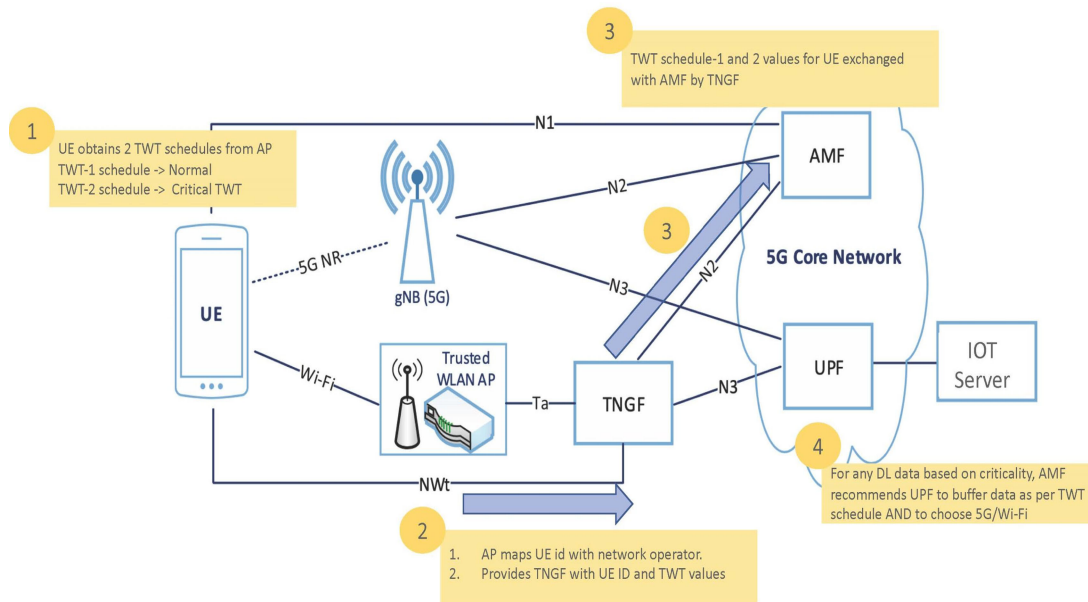 3
TWT schedule-1 and 2 values for UE exchanged
with AMF by TNGF
1
UE obtains 2 TWT schedules from AP
TWT-1 schedule -> Normal
TWT-2 schedule -> Critical TWT
N1
AMF
N2
3
5G NR
gNB (5G)
N2
5G Core Network
UE
N3
Wi-Fi
Trusted
WLAN AP
Ta
TNGF
N3
UPF
IOT
Server
NWt
4
For any DL data based on criticality, AMF
recommends UPF to buffer data as per TWT
schedule AND to choose 5G/Wi-Fi
2
1. AP maps UE id with network operator.
2. Provides TNGF with UE ID and TWT values